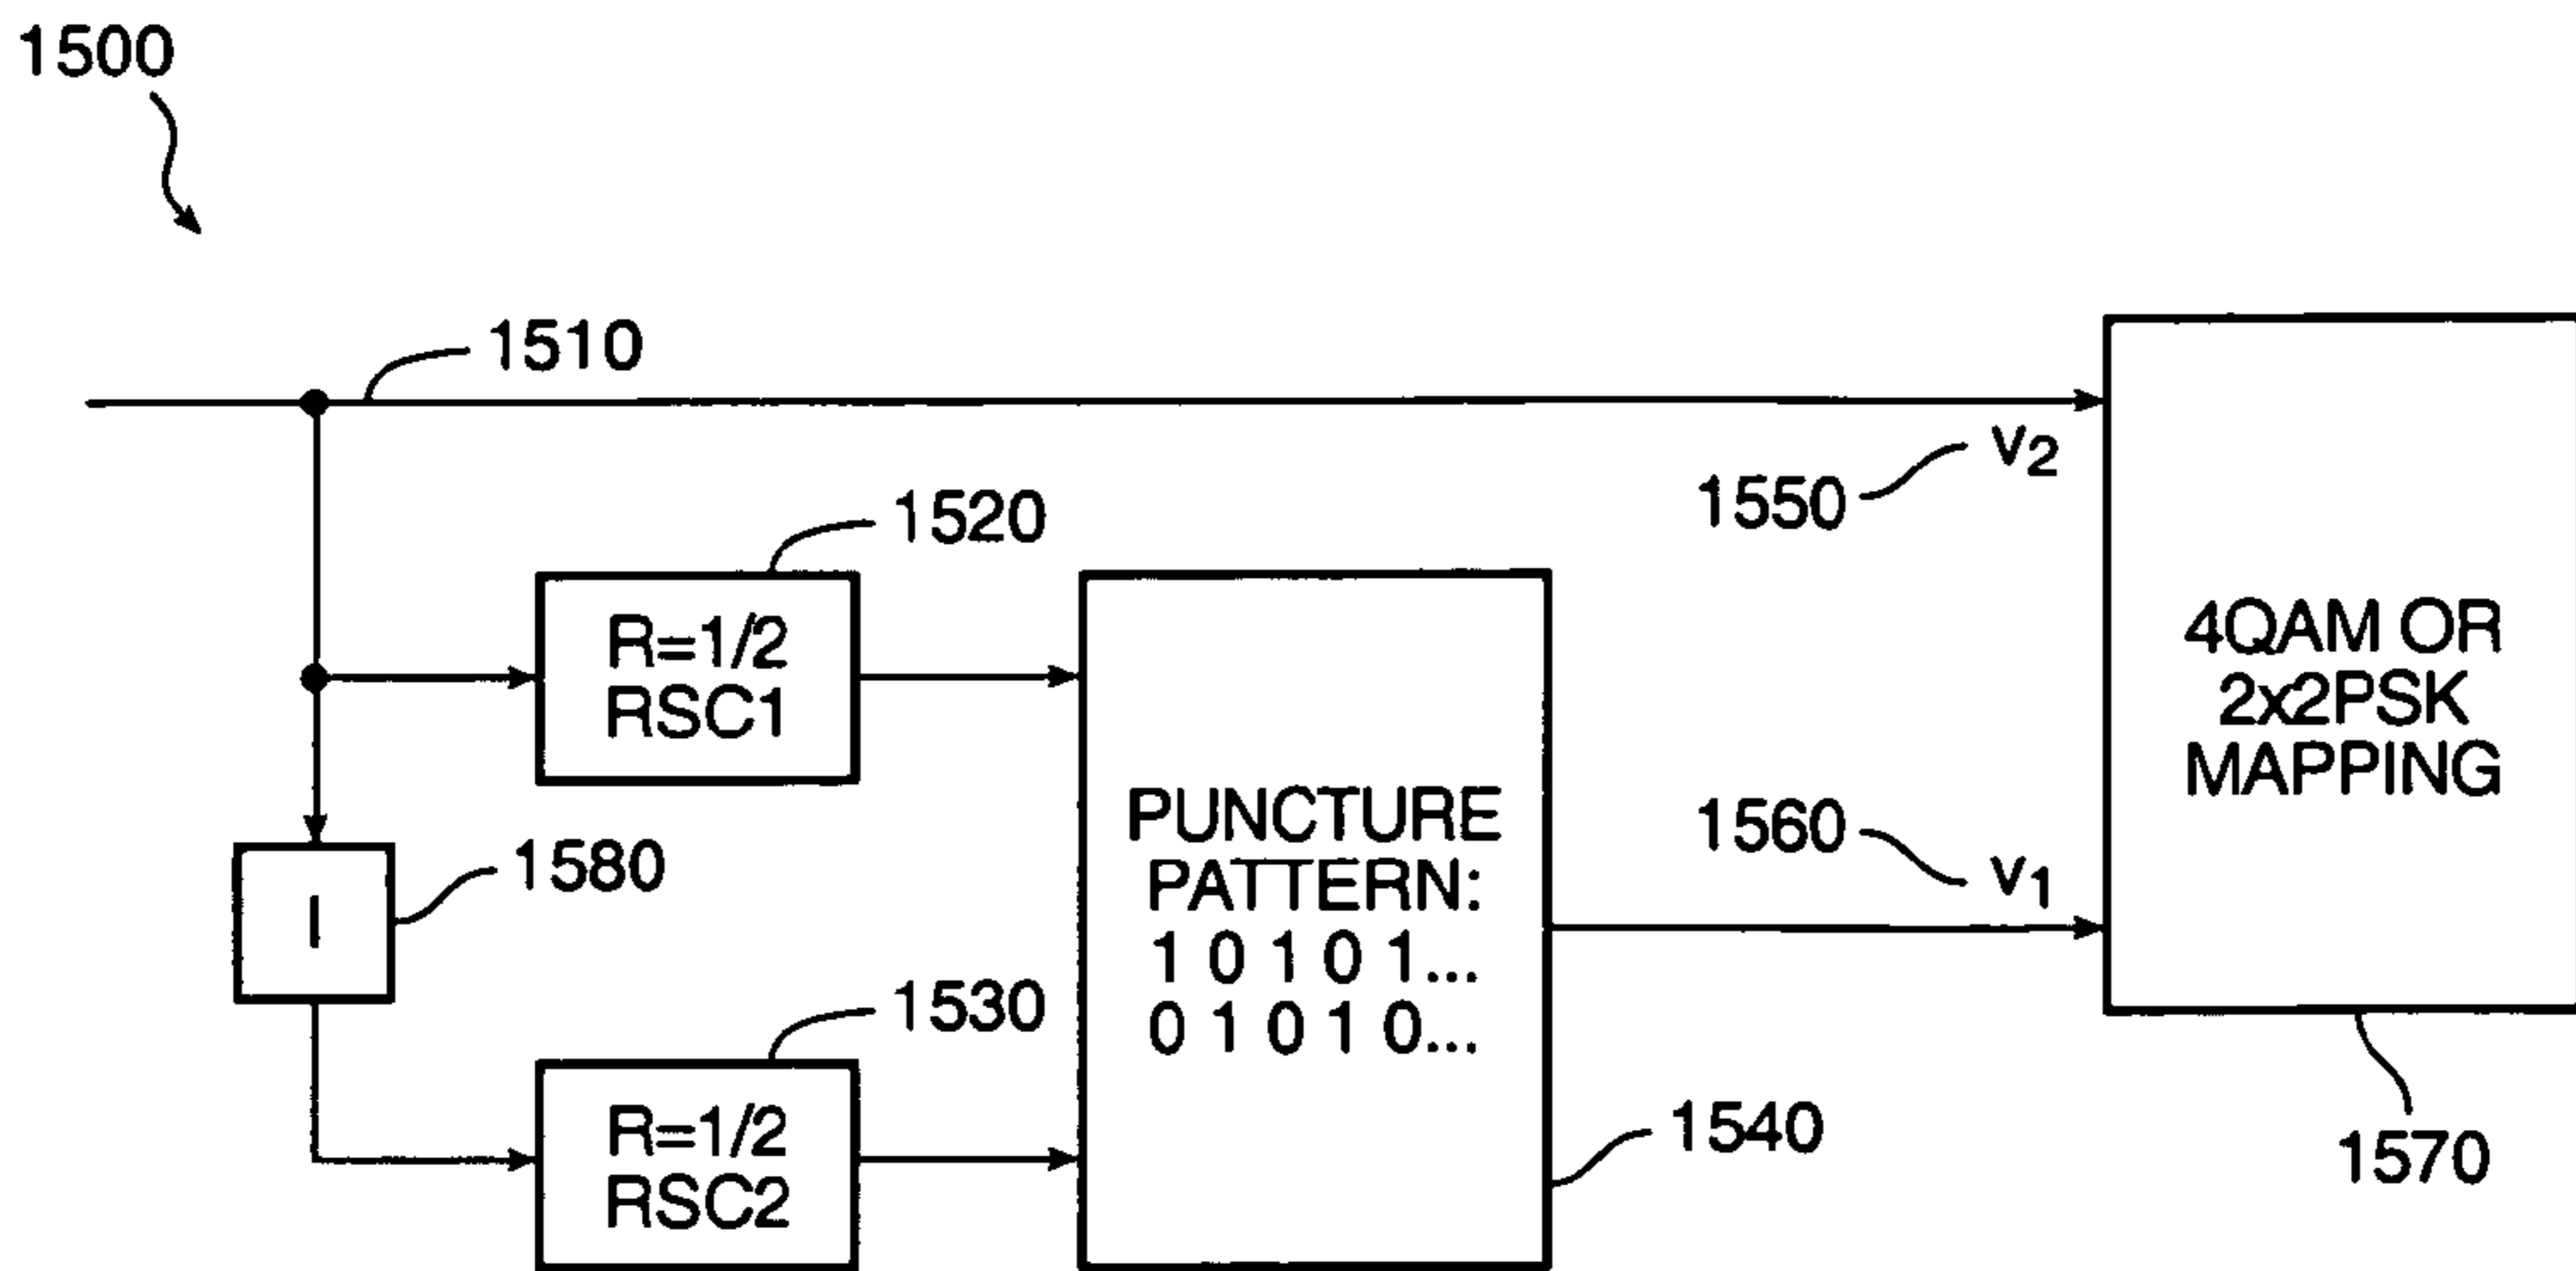 1500
1510
1520
R=1/2
RSC1
1550
v2
4QAM OR
2x2PSK
MAPPING
PUNCTURE
PATTERN:
1 0 1 0 1...
0 1 0 1 0...
1560
v1
1580
I
1530
R=1/2
RSC2
1540
1570